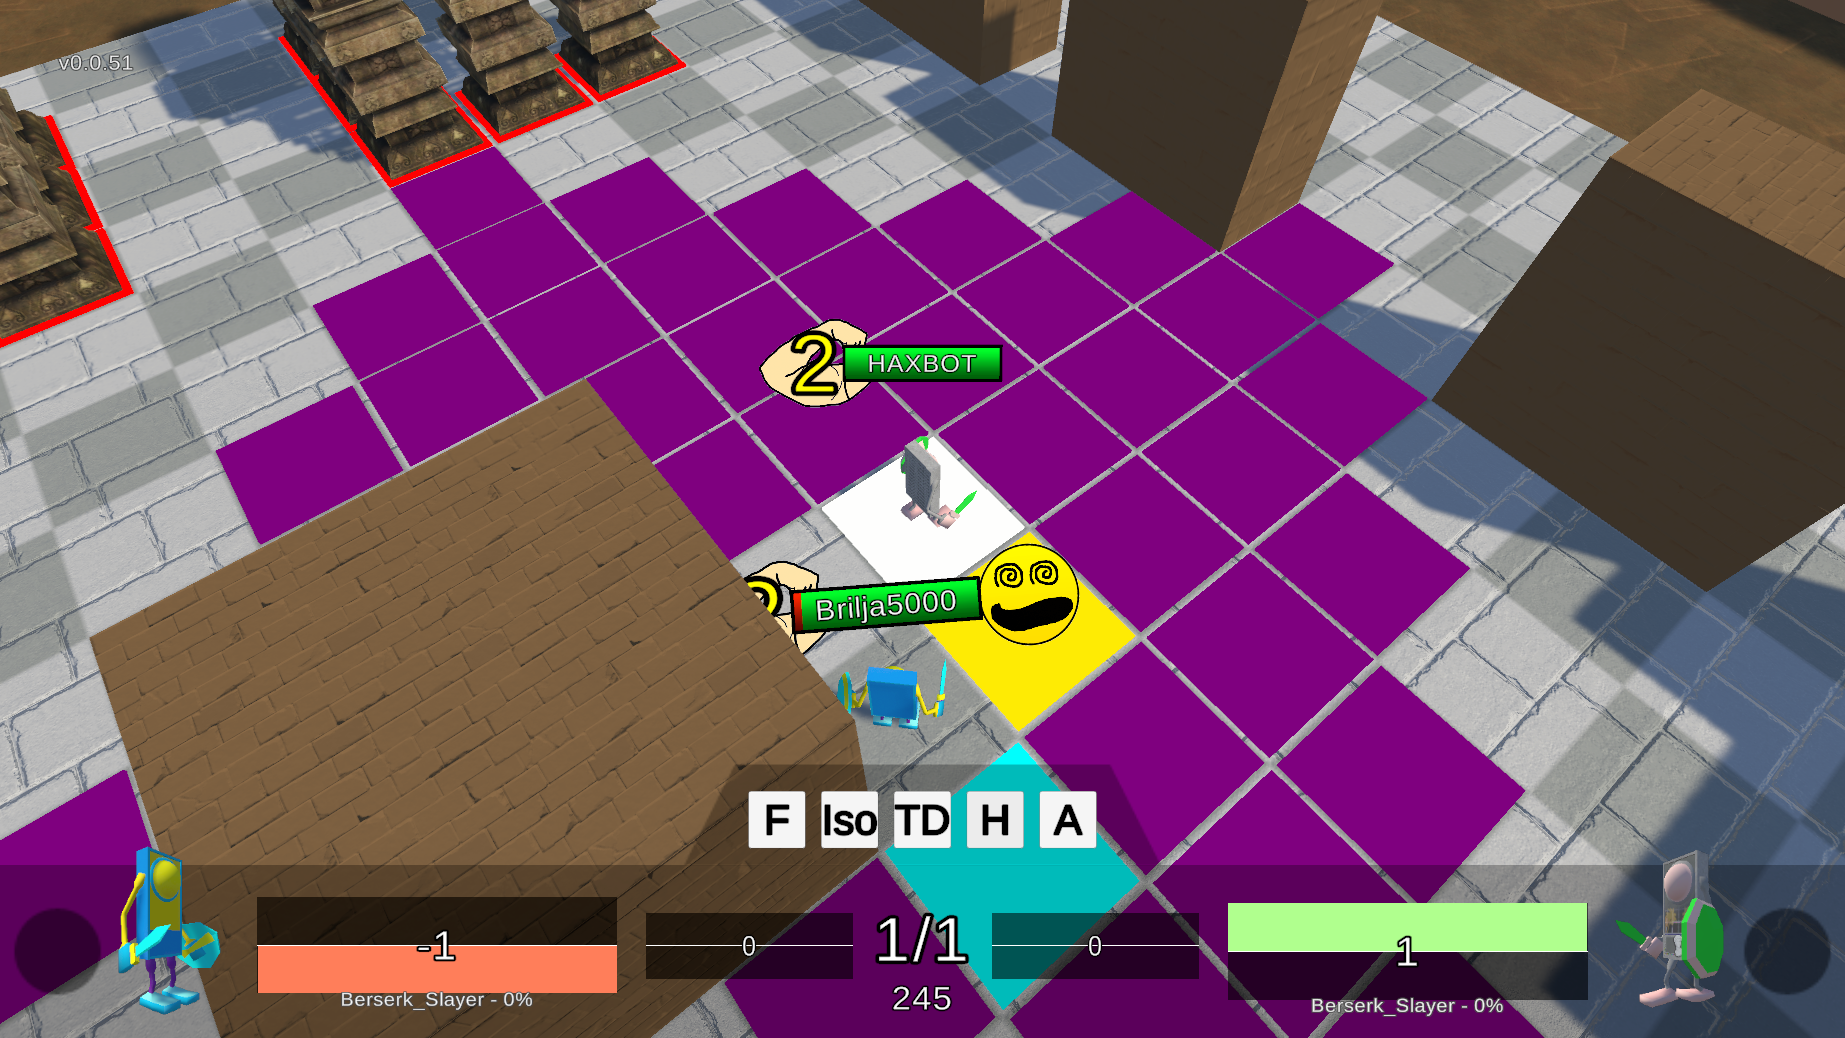 v0.0.51
2
HAXBOT
2
Brilja5000
F Iso TD H A
-1
0
1/1
0
1
245
Berserk_Slayer - 0%
Berserk_Slayer - 0%